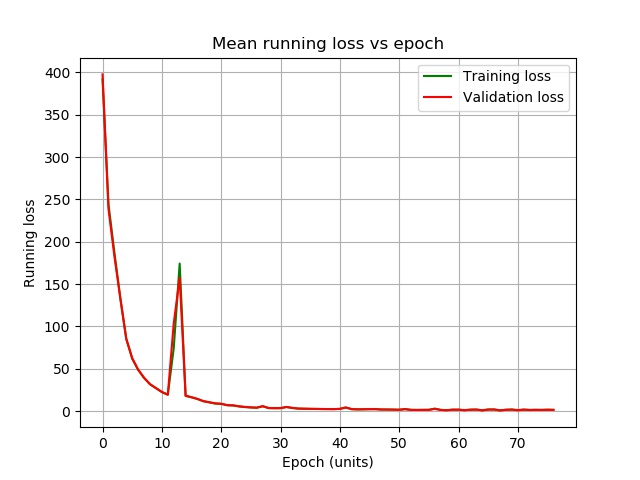 Mean running loss vs epoch
Training loss
Validation loss
400
350
300
250
200
150
100
50
0
Running loss
0 10 20 30 40 50 60 70
Epoch (units)